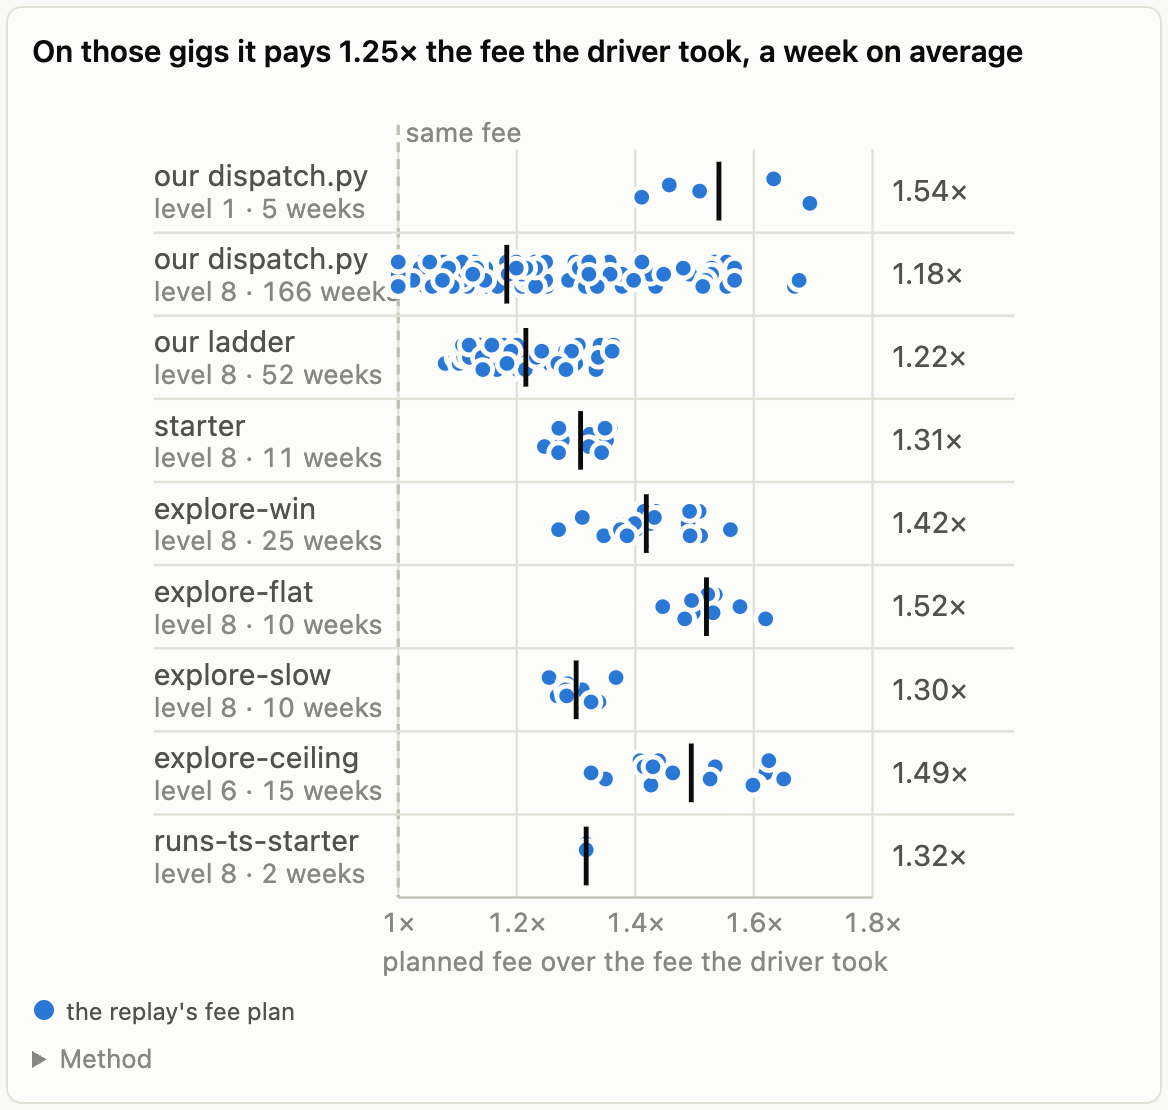 On those gigs it pays 1.25× the fee the driver took, a week on average
same fee
our dispatch.py
level 1 · 5 weeks
1.54×
our dispatch.py
level 8 · 166 weeks
1.18×
our ladder
level 8 · 52 weeks
1.22×
starter
level 8 · 11 weeks
1.31×
explore-win
level 8 · 25 weeks
1.42×
explore-flat
level 8 · 10 weeks
1.52×
explore-slow
level 8 · 10 weeks
1.30×
explore-ceiling
level 6 · 15 weeks
1.49×
runs-ts-starter
level 8 · 2 weeks
1.32×
1× 1.2× 1.4× 1.6× 1.8×
planned fee over the fee the driver took
the replay's fee plan
Method